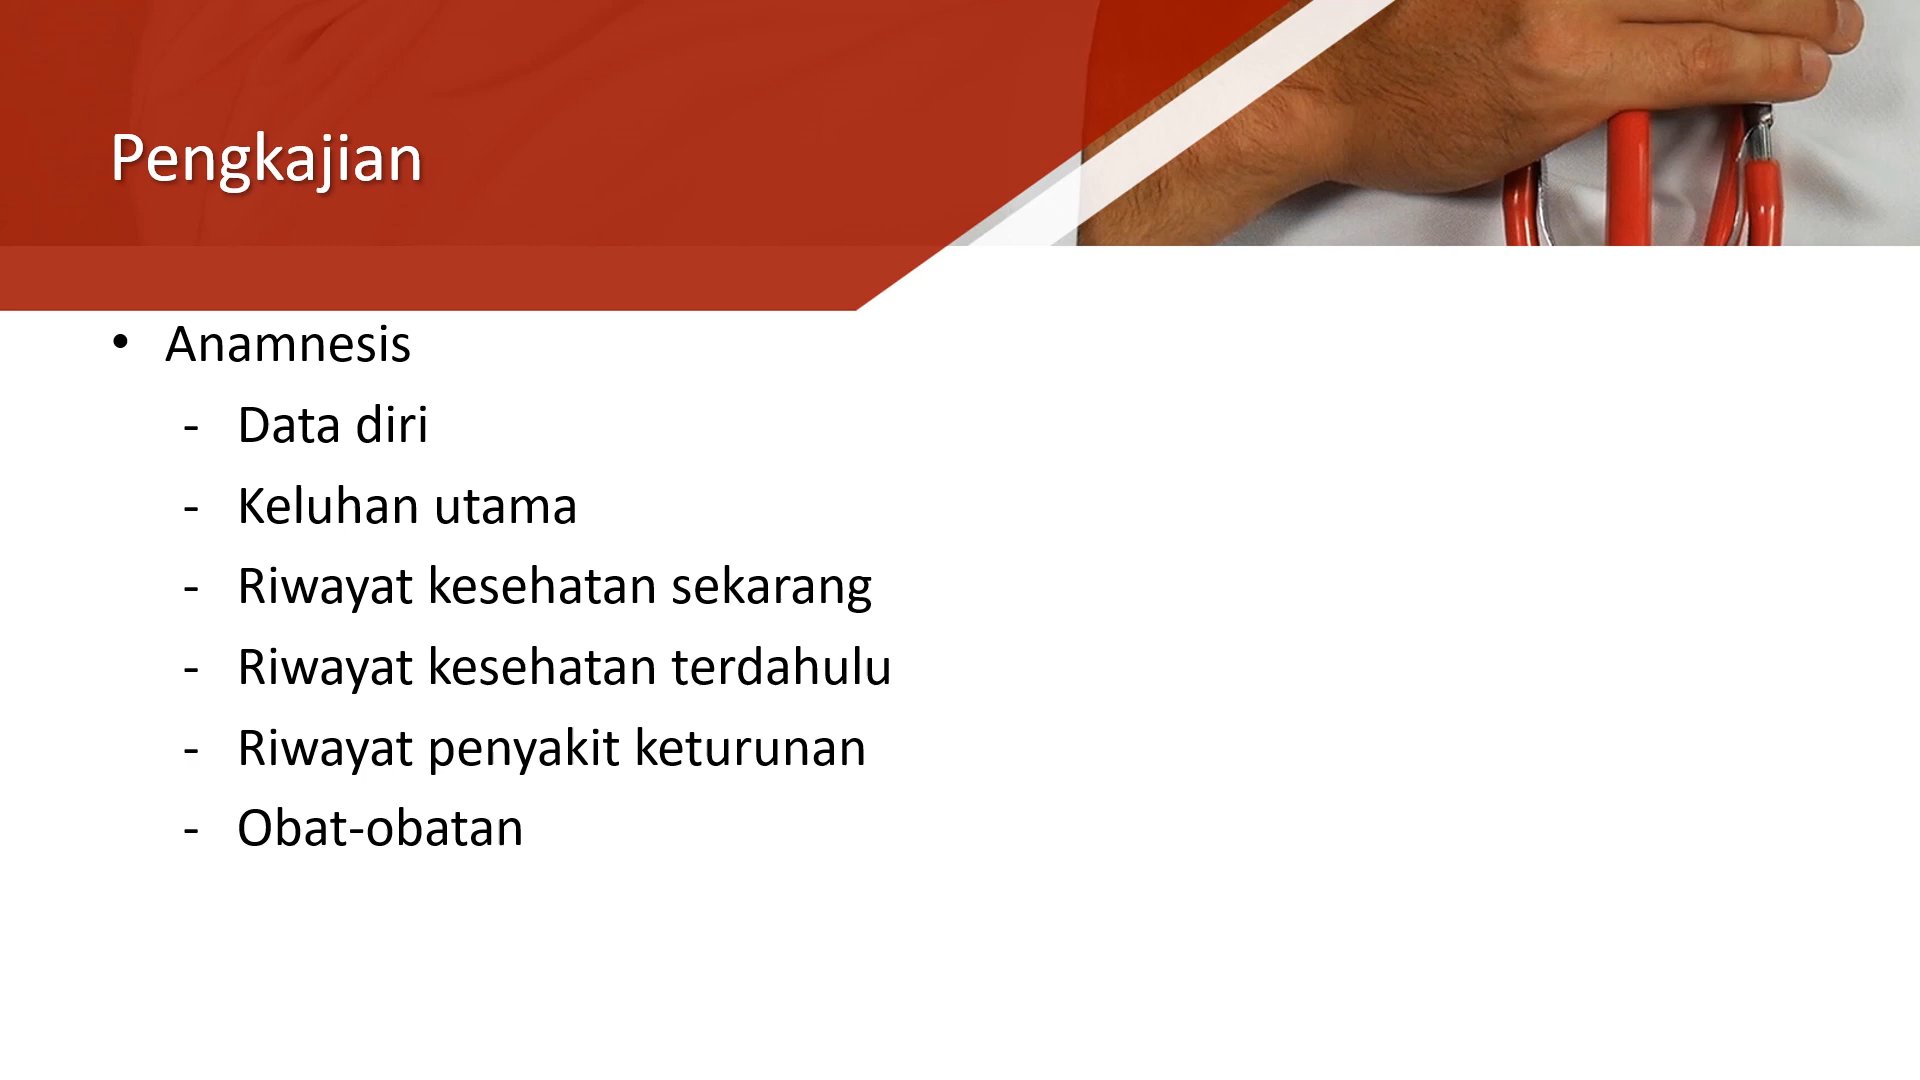 Pengkajian
• Anamnesis
- Data diri
- Keluhan utama
- Riwayat kesehatan sekarang
- Riwayat kesehatan terdahulu
- Riwayat penyakit keturunan
- Obat-obatan